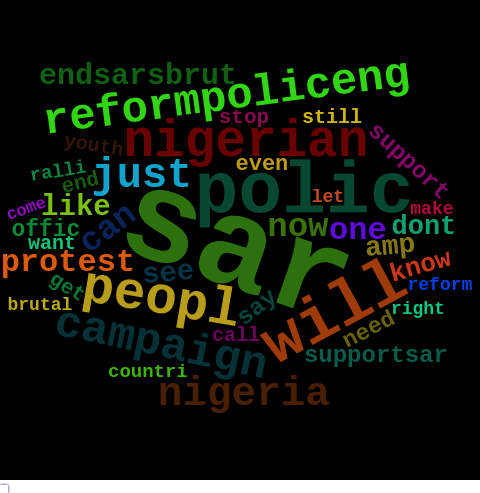 endsarsbrut
reformpoliceng
stop
still
nigerian
youth
support
even
ralli
end
just
polic
let
come
like
make
offic
can
sar
now
one
dont
want
amp
protest
see
know
get
peopl
say
will
reform
brutal
right
campaign
call
need
supportsar
countri
nigeria